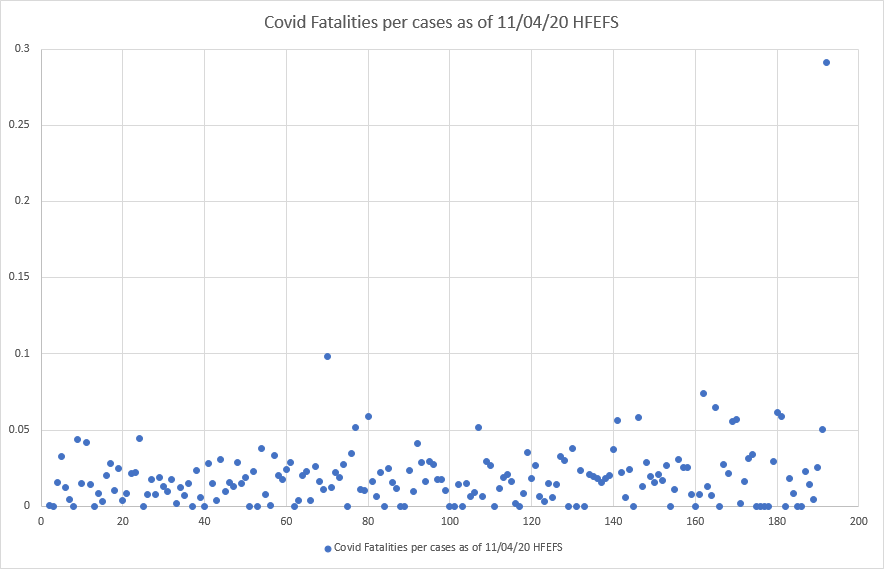 Covid Fatalities per cases as of 11/04/20 HFEFS
0.3
0.25
0.2
0.15
0.1
0.05
0
0 20 40 60 80 100 120 140 160 180 200
Covid Fatalities per cases as of 11/04/20 HFEFS